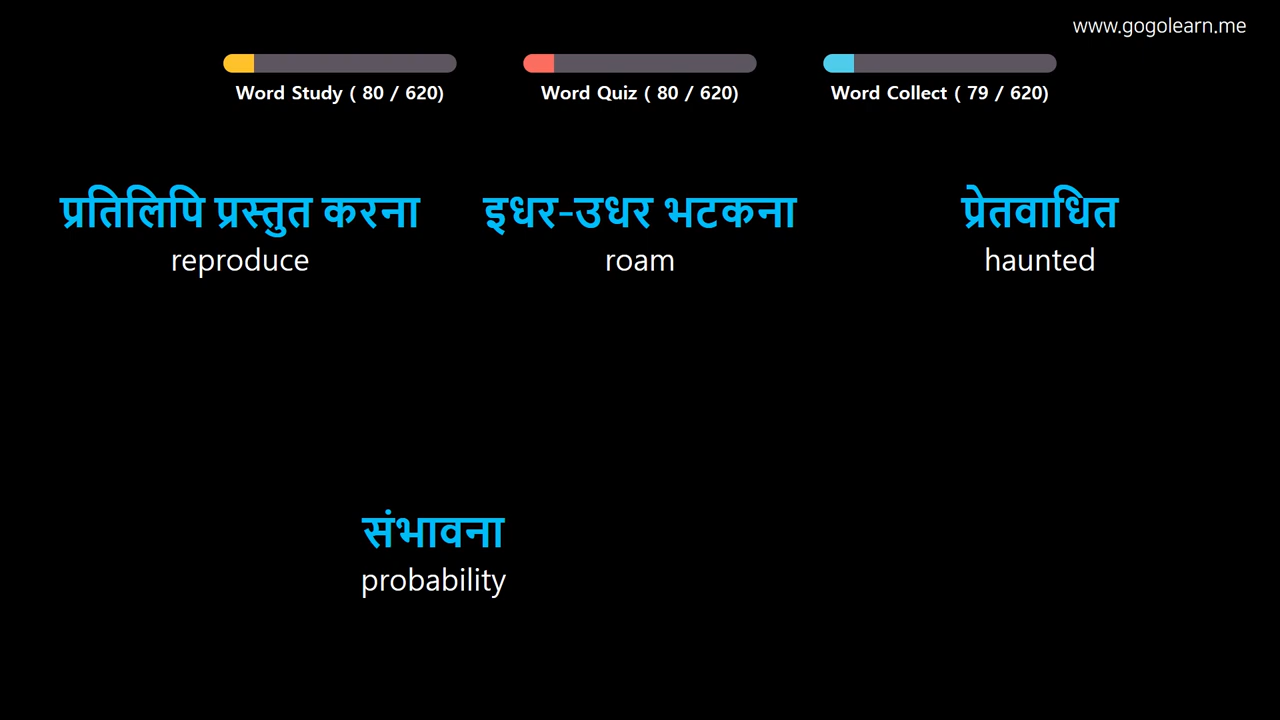 www.gogolearn.me
Word Study ( 80 / 620) Word Quiz ( 80 / 620) Word Collect ( 79 / 620)
प्रतिलिपि प्रस्तुत करना इधर-उधर भटकना प्रेतवाधित
reproduce roam haunted
संभावना
probability